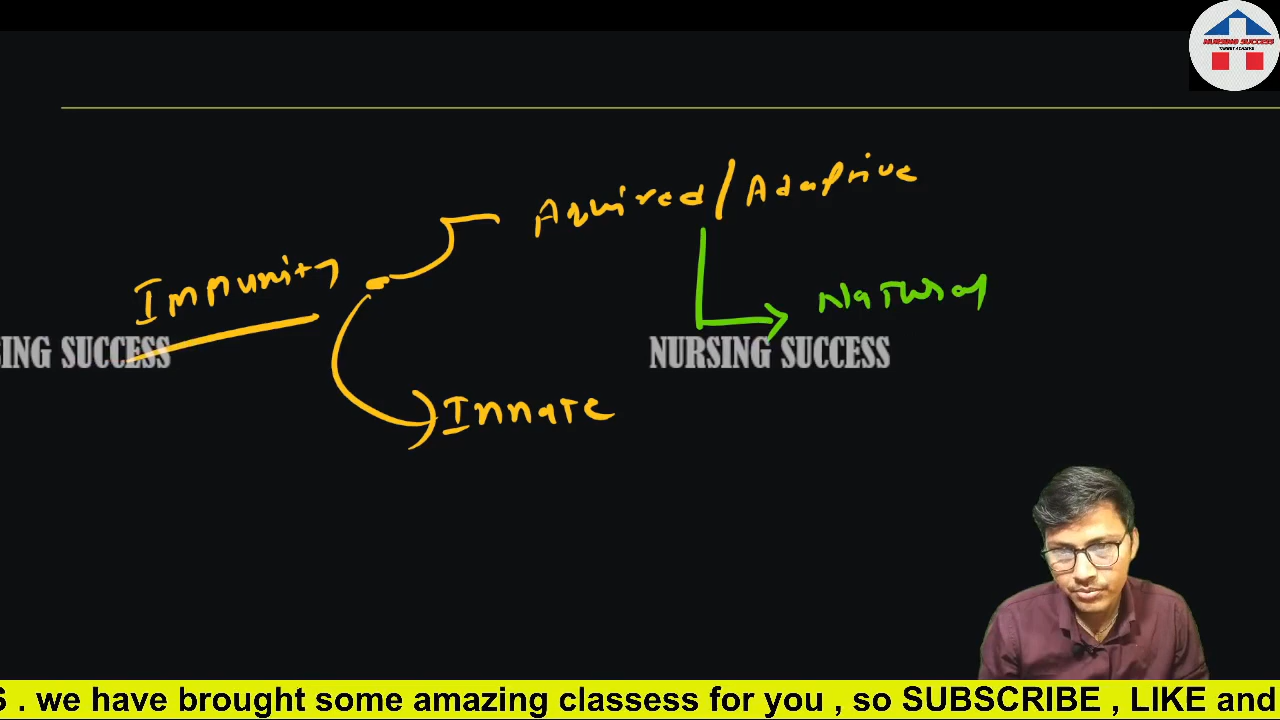 NURSING SUCCESS
Aquired/Adaptive
Immunity
Natural
ING SUCCESS
NURSING SUCCESS
Innate
S . we have brought some amazing classess for you , so SUBSCRIBE , LIKE and